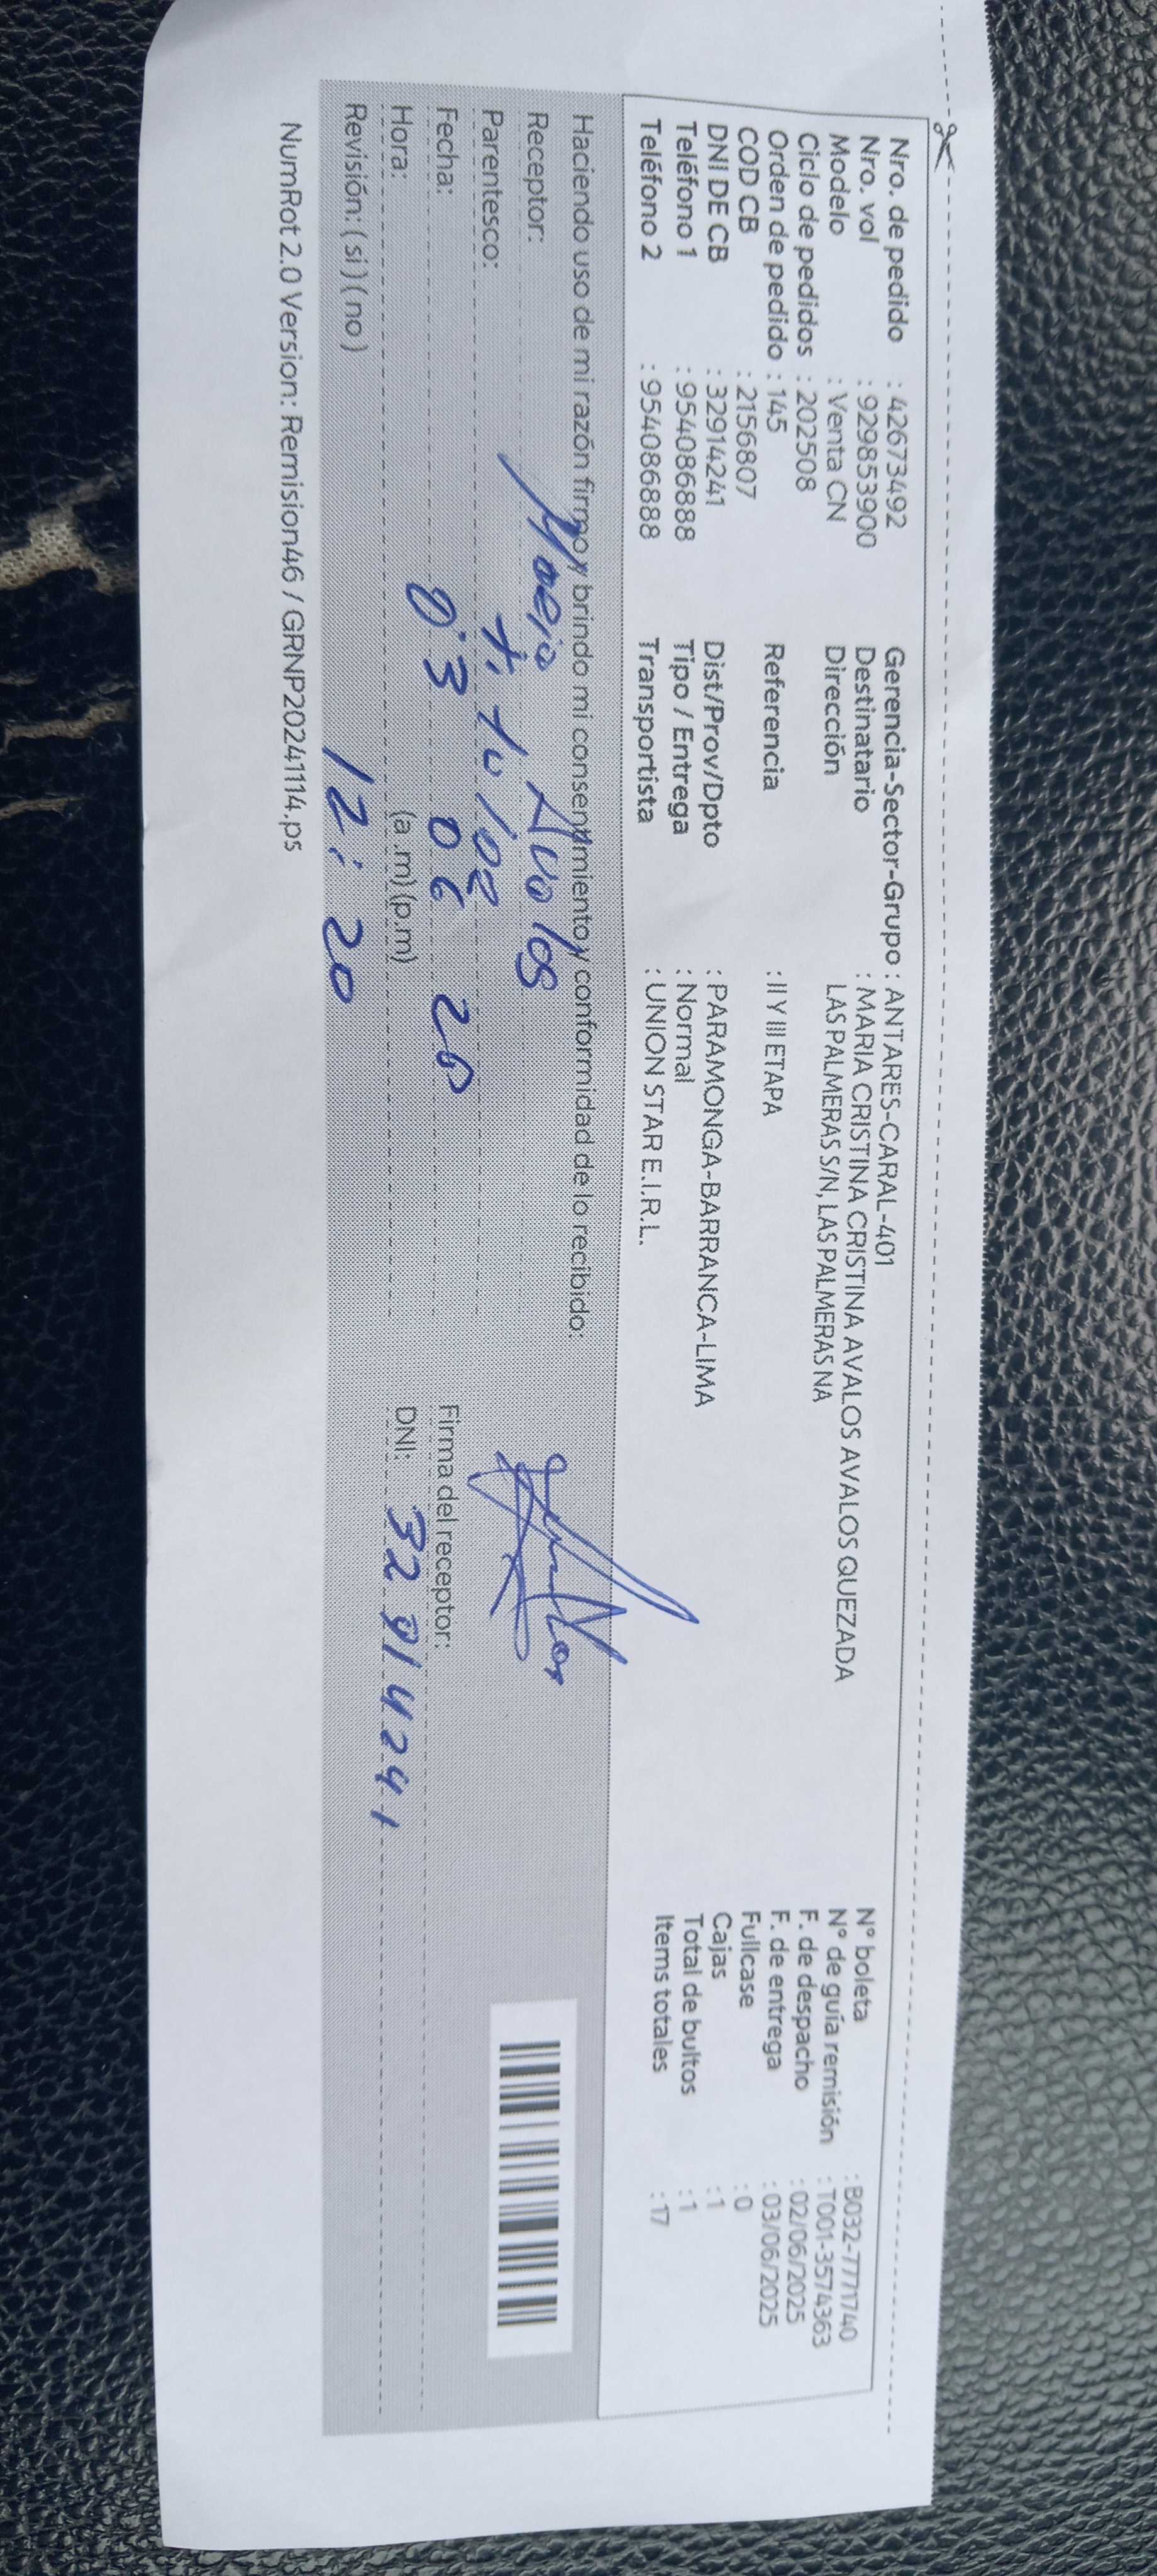 Nro. de pedido : 42673492
Nro. vol : 929853900
Modelo : Venta CN
Ciclo de pedidos : 202508
Orden de pedido : 145
COD CB : 2156807
DNI DE CB : 32914241
Teléfono 1 : 954086888
Teléfono 2 : 954086888
Gerencia-Sector-Grupo : ANTARES-CARAL-401
Destinatario : MARIA CRISTINA CRISTINA AVALOS AVALOS QUEZADA
Dirección LAS PALMERAS S/N, LAS PALMERAS NA
Referencia : II Y III ETAPA
Dist/Prov/Dpto : PARAMONGA-BARRANCA-LIMA
Tipo / Entrega : Normal
Transportista : UNION STAR E.I.R.L.
N° boleta : B032-7771740
N° de guía remisión : T001-3574363
F. de despacho : 02/06/2025
F. de entrega : 03/06/2025
Fullcase : 0
Cajas : 1
Total de bultos : 1
Items totales : 17
Haciendo uso de mi razón firmo y brindo mi consentimiento y conformidad de lo recibido:
Receptor: Maria Avalos
Parentesco:
Fecha: 03 06
Hora: (a.m)(p.m)
Revisión: ( si ) ( no ) 12: 20
Firma del receptor:
DNI: 32914241
NumRot 2.0 Version: Remision46 / GRNP20241114.ps